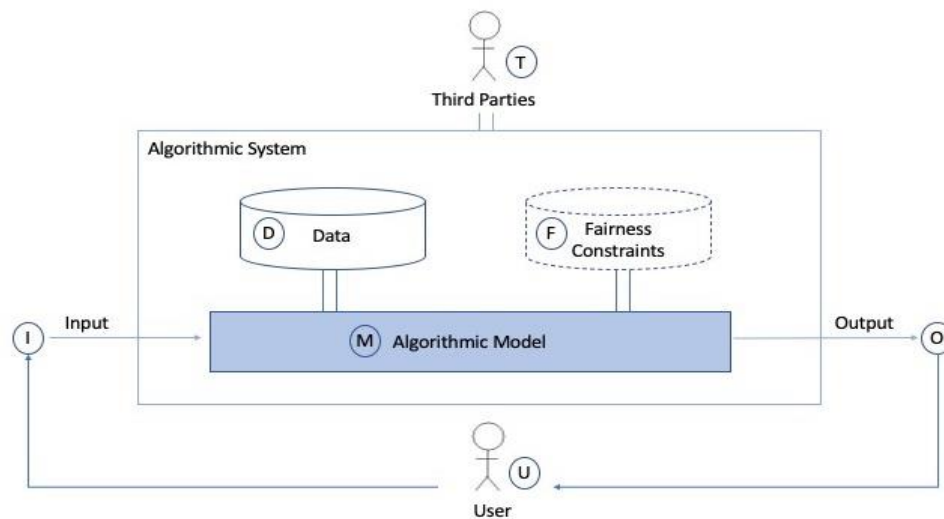 T
Third Parties
Algorithmic System
D
Data
F
Fairness
Constraints
I
Input
M
Algorithmic Model
Output
O
U
User